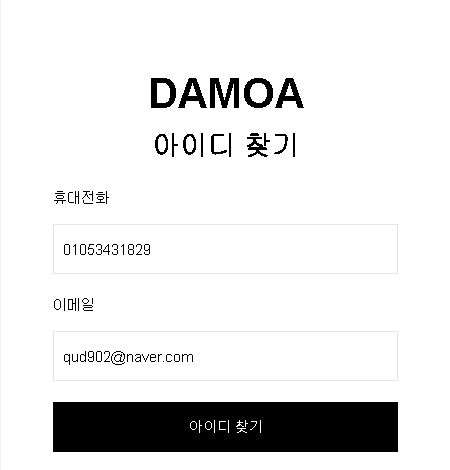 DAMOA
아이디 찾기
휴대전화
01053431829
이메일
qud902@naver.com
아이디 찾기